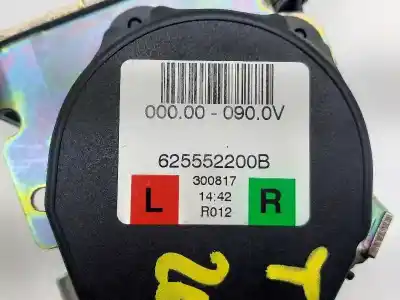 000.00 - 090.0V
625552200B
300817
L 14:42 R
R012
T